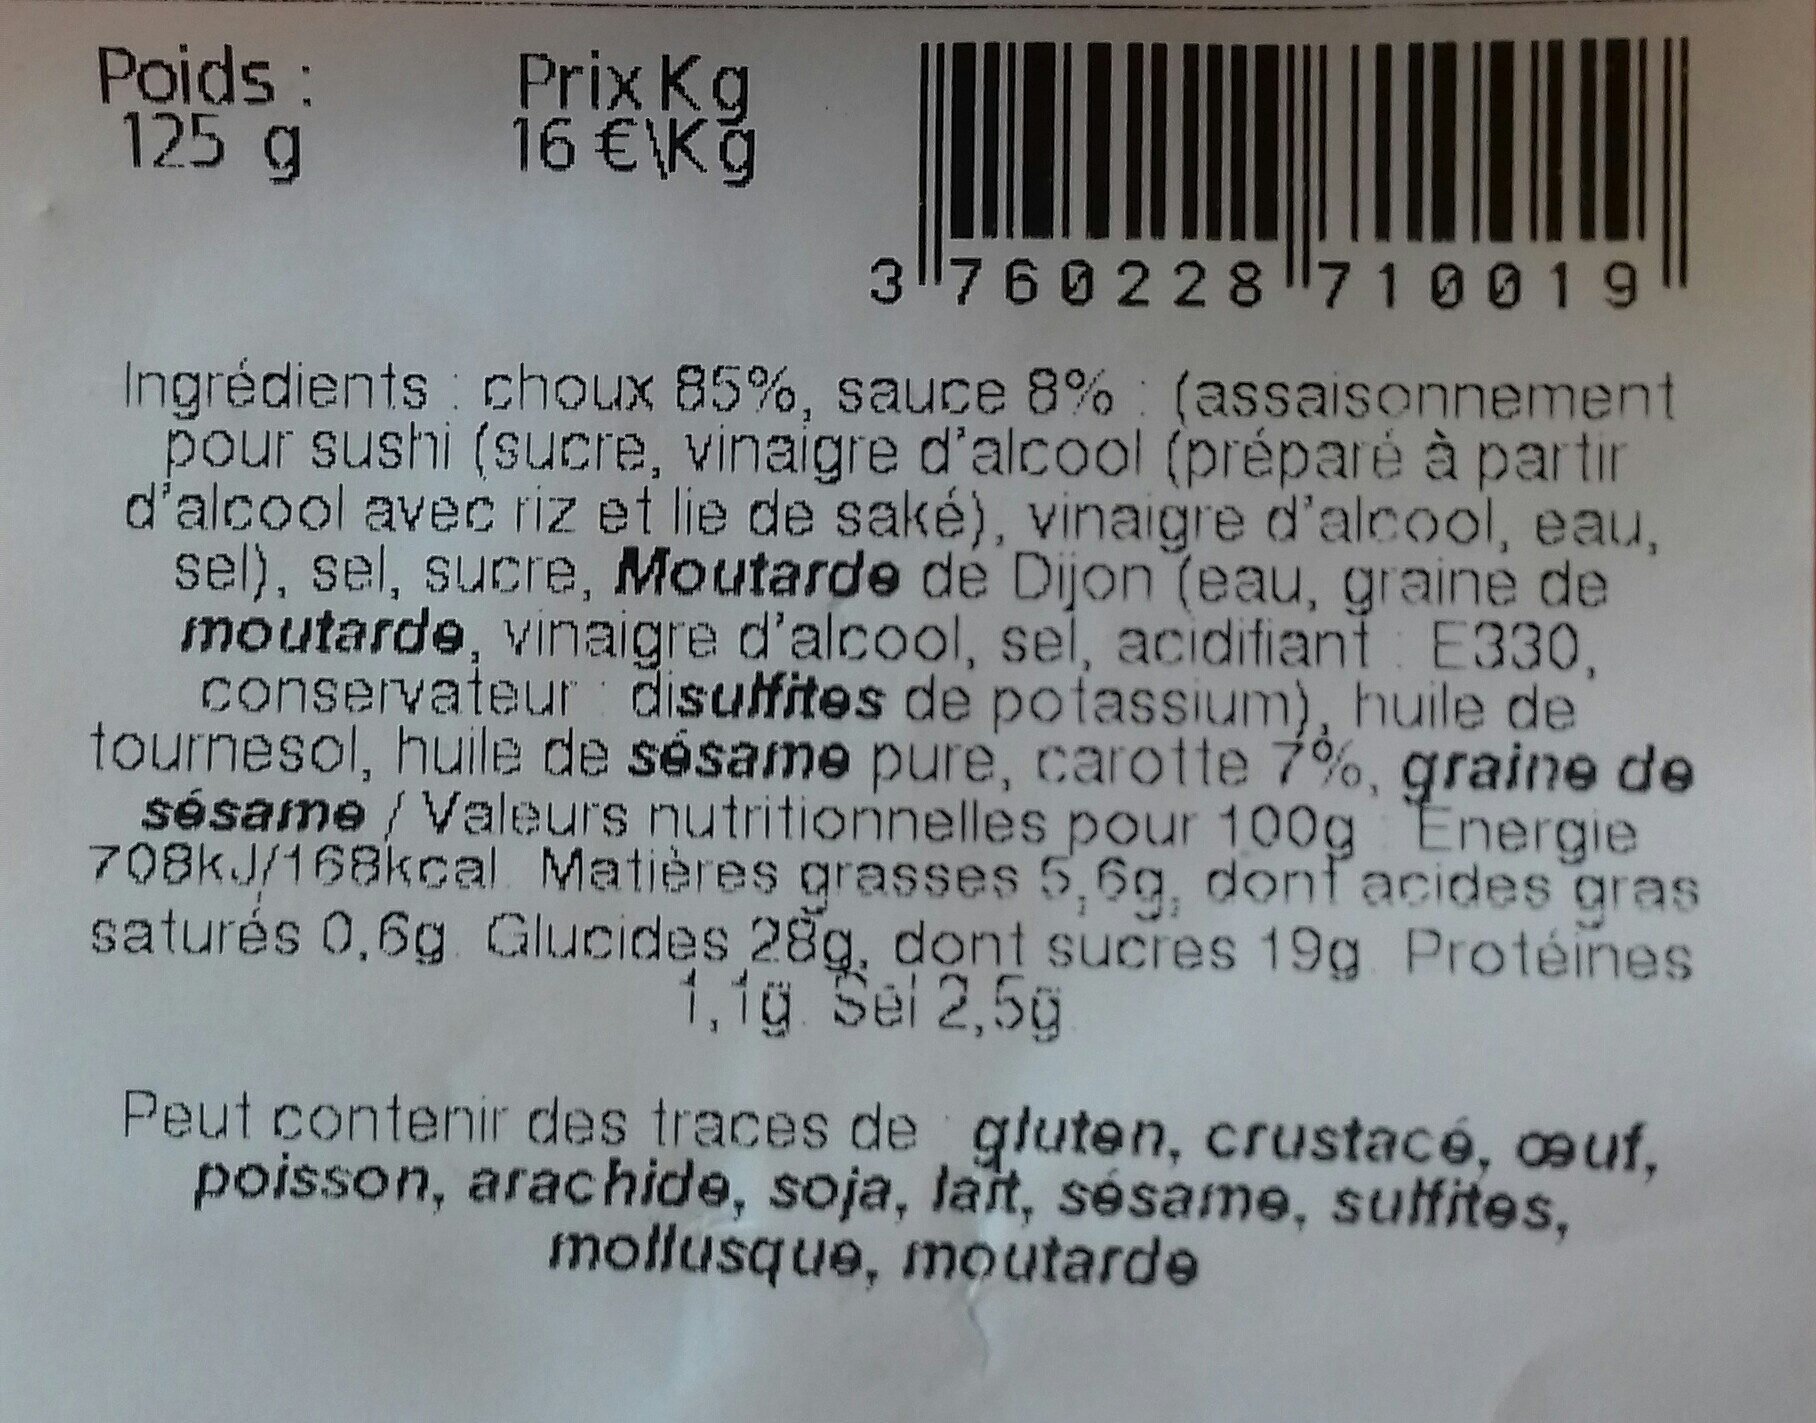 Poids : Prix Kg
125 g 16 €\Kg
3 760228 710019
Ingrédients : choux 85%, sauce 8% : (assaisonnement
pour sushi (sucre, vinaigre d'alcool (préparé à partir
d'alcool avec riz et lie de saké), vinaigre d'alcool, eau,
sel), sel, sucre, Moutarde de Dijon (eau, graine de
moutarde, vinaigre d'alcool, sel, acidifiant : E330,
conservateur : disulfites de potassium), huile de
tournesol, huile de sésame pure, carotte 7%, graine de
sésame / Valeurs nutritionnelles pour 100g : Energie
708kJ/168kcal. Matières grasses 5,6g, dont acides gras
saturés 0,6g. Glucides 28g, dont sucres 19g. Protéines
1,1g. Sel 2,5g.
Peut contenir des traces de : gluten, crustacé, œuf,
poisson, arachide, soja, lait, sésame, sulfites,
mollusque, moutarde